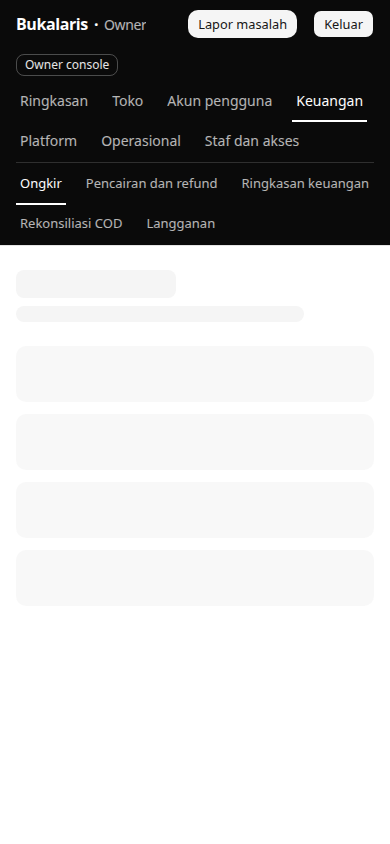 Bukalaris · Owner Lapor masalah Keluar
Owner console
Ringkasan Toko Akun pengguna Keuangan
Platform Operasional Staf dan akses
Ongkir Pencairan dan refund Ringkasan keuangan
Rekonsiliasi COD Langganan